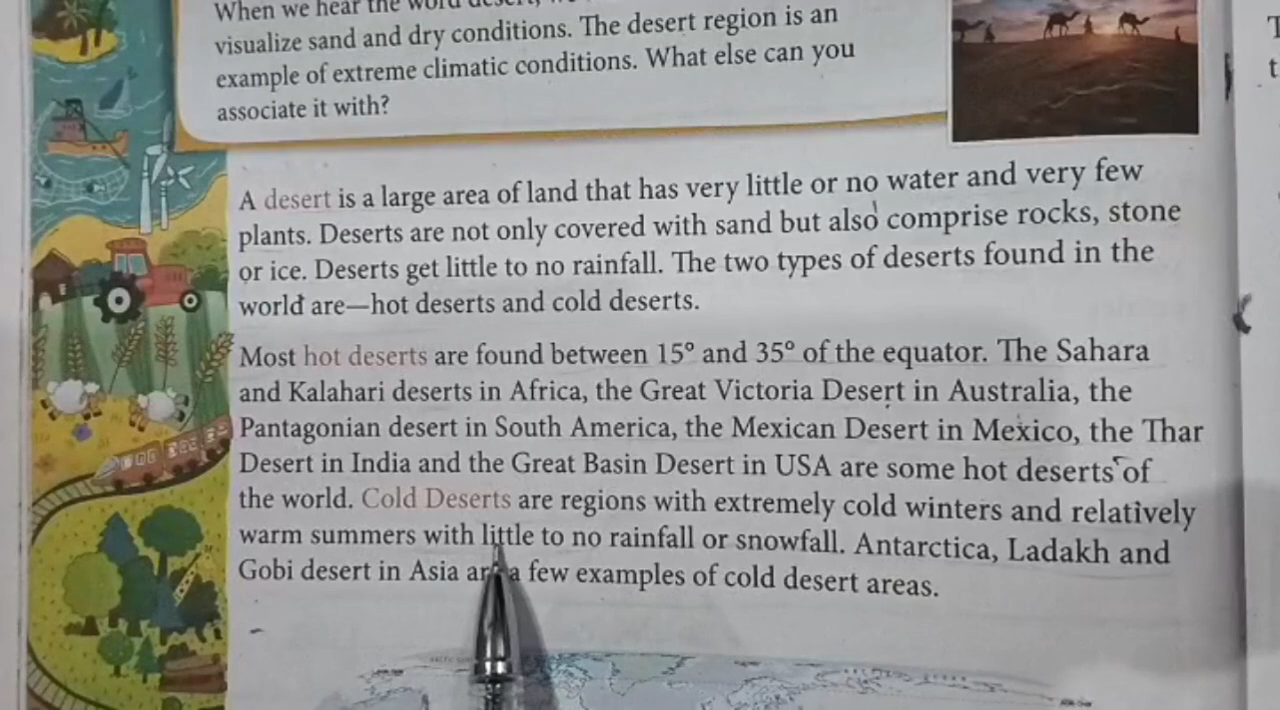 When we hear the word desert,
visualize sand and dry conditions. The desert region is an
example of extreme climatic conditions. What else can you
associate it with?
A desert is a large area of land that has very little or no water and very few
plants. Deserts are not only covered with sand but also comprise rocks, stone
or ice. Deserts get little to no rainfall. The two types of deserts found in the
world are—hot deserts and cold deserts.
Most hot deserts are found between 15° and 35° of the equator. The Sahara
and Kalahari deserts in Africa, the Great Victoria Desert in Australia, the
Pantagonian desert in South America, the Mexican Desert in Mexico, the Thar
Desert in India and the Great Basin Desert in USA are some hot deserts of
the world. Cold Deserts are regions with extremely cold winters and relatively
warm summers with little to no rainfall or snowfall. Antarctica, Ladakh and
Gobi desert in Asia are a few examples of cold desert areas.